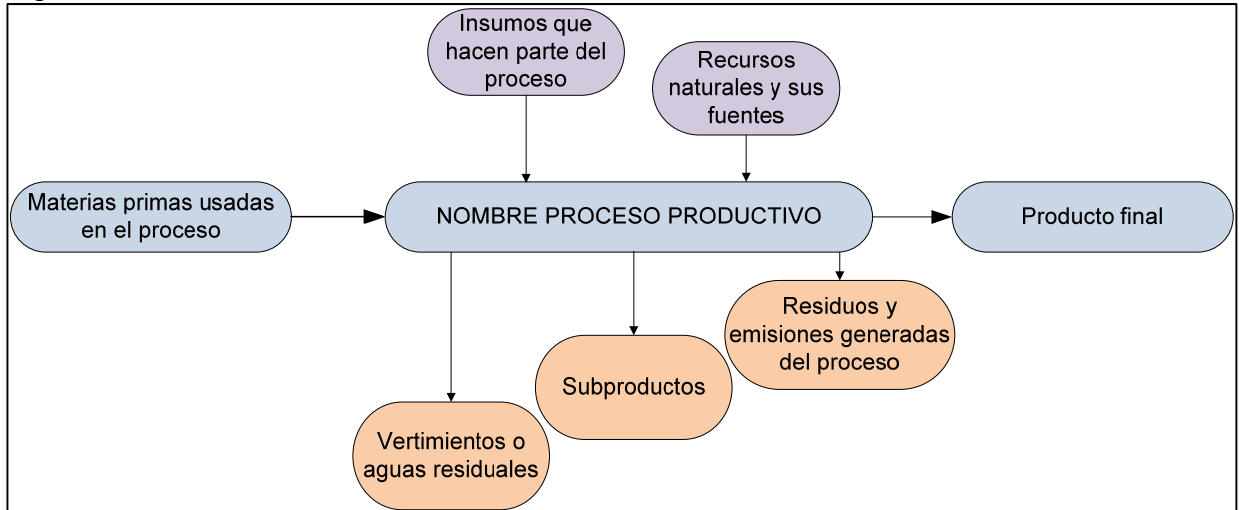 Insumos que
hacen parte del
proceso
Recursos
naturales y sus
fuentes
Materias primas usadas
en el proceso
NOMBRE PROCESO PRODUCTIVO
Producto final
Residuos y
emisiones generadas
del proceso
Subproductos
Vertimientos o
aguas residuales